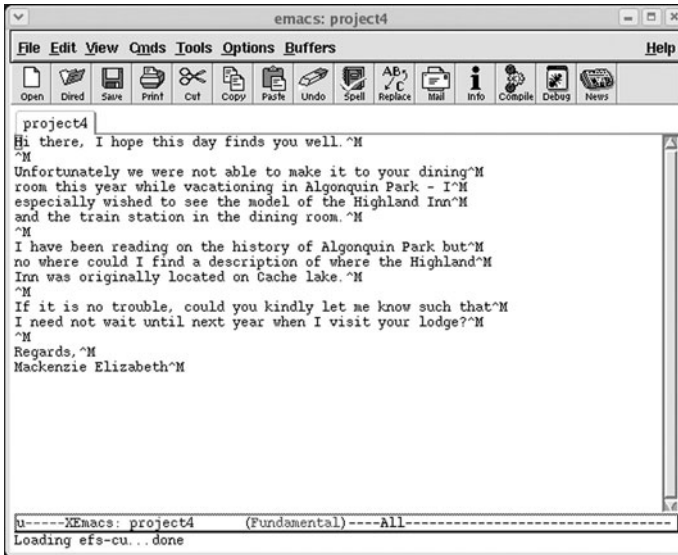 emacs: project4
File Edit View Cmds Tools Options Buffers Help
Open Dired Save Print Cut Copy Paste Undo Spell Replace Mail Info Compile Debug News
project4
Hi there, I hope this day finds you well.^M
^M
Unfortunately we were not able to make it to your dining^M
room this year while vacationing in Algonquin Park - I^M
especially wished to see the model of the Highland Inn^M
and the train station in the dining room.^M
^M
I have been reading on the history of Algonquin Park but^M
no where could I find a description of where the Highland^M
Inn was originally located on Cache lake.^M
^M
If it is no trouble, could you kindly let me know such that^M
I need not wait until next year when I visit your lodge?^M
^M
Regards,^M
Mackenzie Elizabeth^M
u-----XEmacs: project4 (Fundamental)----All--------------------------------
Loading efs-cu...done